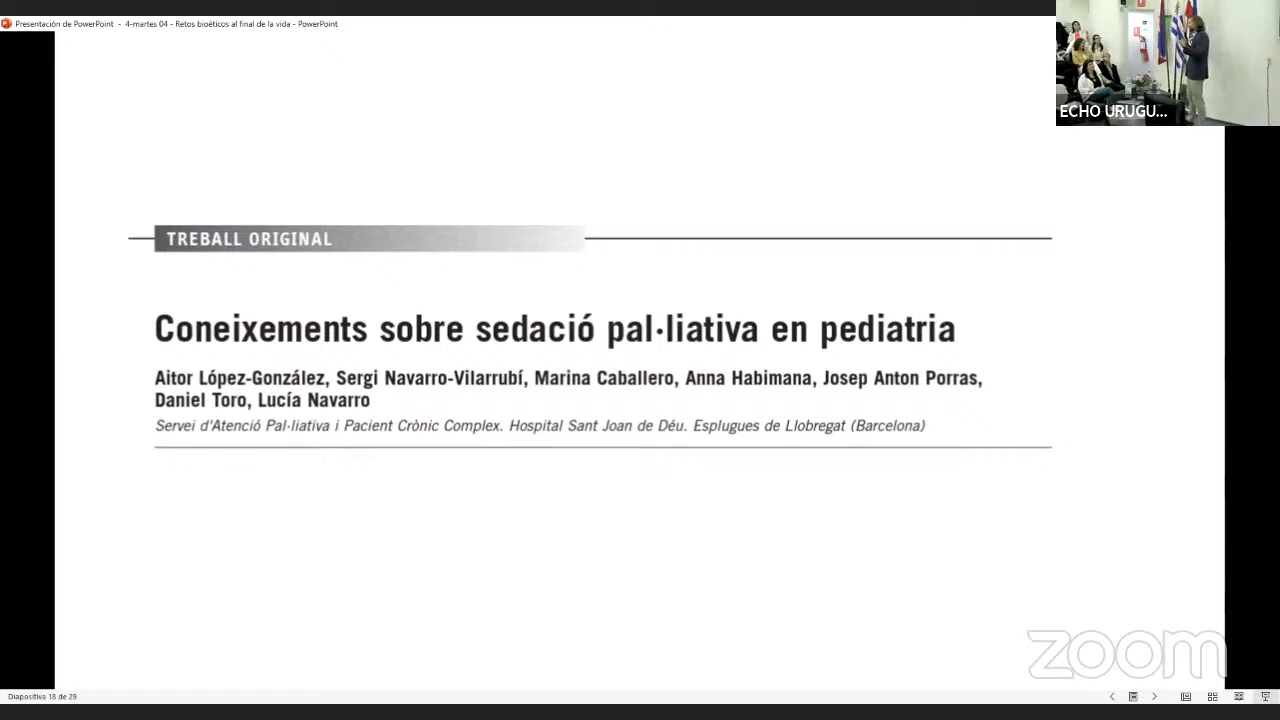 Presentación de PowerPoint - 4-martes 04 - Retos bioéticos al final de la vida - PowerPoint
ECHO URUGU...
TREBALL ORIGINAL
Coneixements sobre sedació pal·liativa en pediatria
Aitor López-González, Sergi Navarro-Vilarrubí, Marina Caballero, Anna Habimana, Josep Anton Porras,
Daniel Toro, Lucía Navarro
Servei d'Atenció Pal·liativa i Pacient Crònic Complex. Hospital Sant Joan de Déu. Esplugues de Llobregat (Barcelona)
zoom
Diapositiva 18 de 29